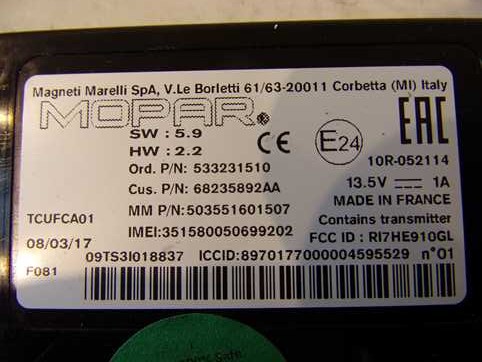 Magneti Marelli SpA, V.Le Borletti 61/63-20011 Corbetta (MI) Italy
MOPAR®
EAC
SW : 5.9
CE
E24
HW : 2.2
10R-052114
Ord. P/N: 533231510
13.5V 1A
Cus. P/N: 68235892AA
MADE IN FRANCE
TCUFCA01
MM P/N: 503551601507
Contains transmitter
08/03/17
IMEI:351580050699202
FCC ID : RI7HE910GL
F081
09TS3I018837 ICCID:8970177000004595529 n°01